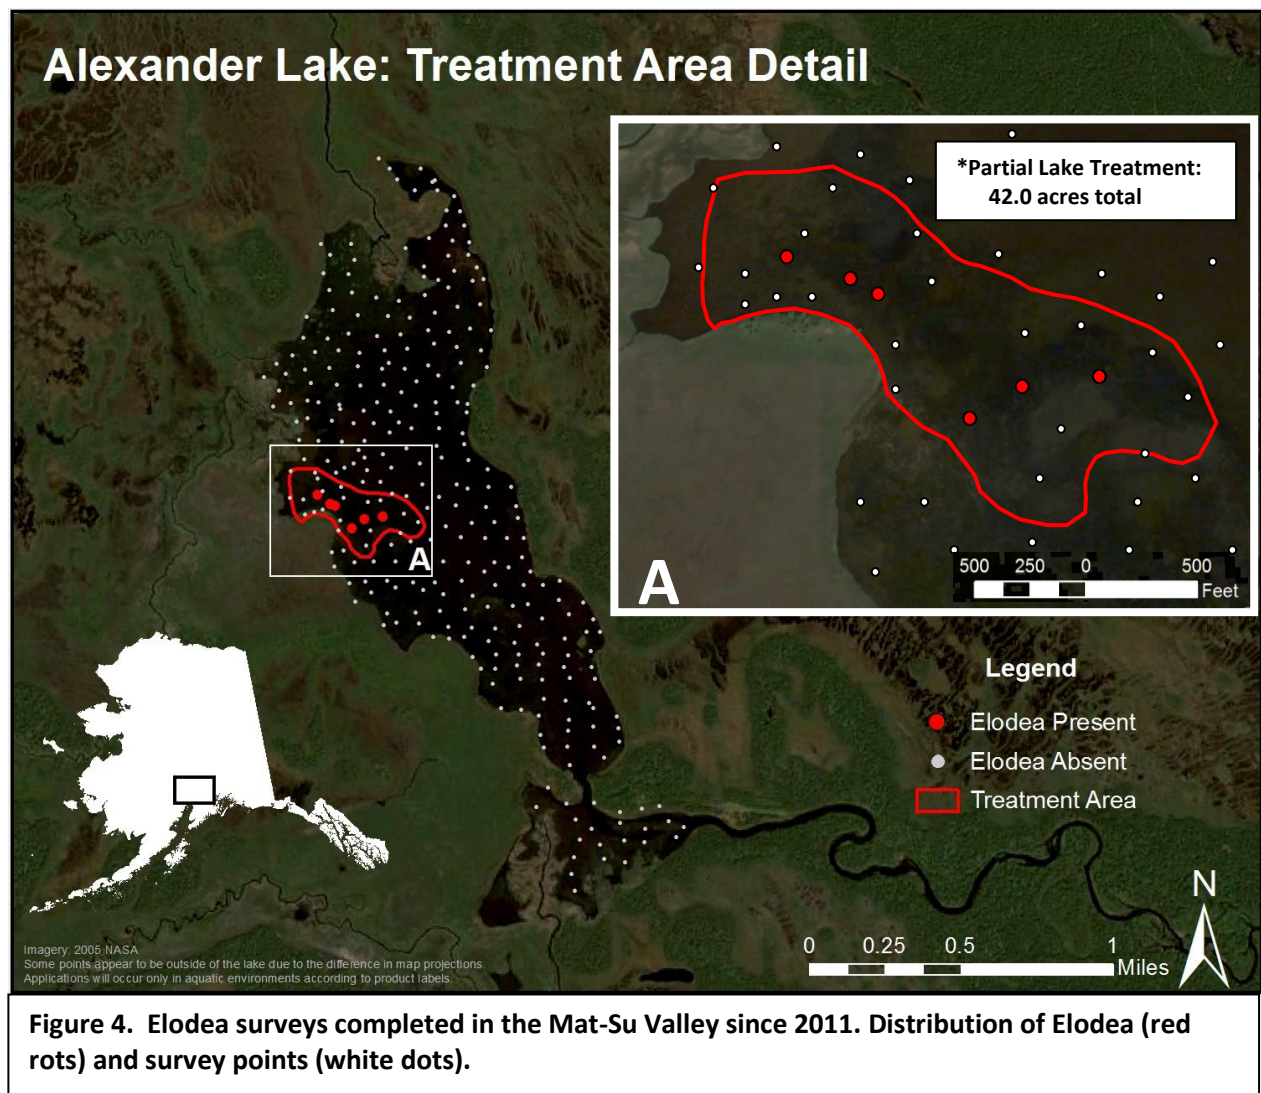 Alexander Lake: Treatment Area Detail
*Partial Lake Treatment:
42.0 acres total
A
500 250 0 500
Feet
A
Legend
Elodea Present
Elodea Absent
Treatment Area
N
0 0.25 0.5 1
Miles
Imagery: 2005 NASA
Some points appear to be outside of the lake due to the difference in map projections.
Applications will occur only in aquatic environments according to product labels.
Figure 4. Elodea surveys completed in the Mat-Su Valley since 2011. Distribution of Elodea (red
rots) and survey points (white dots).